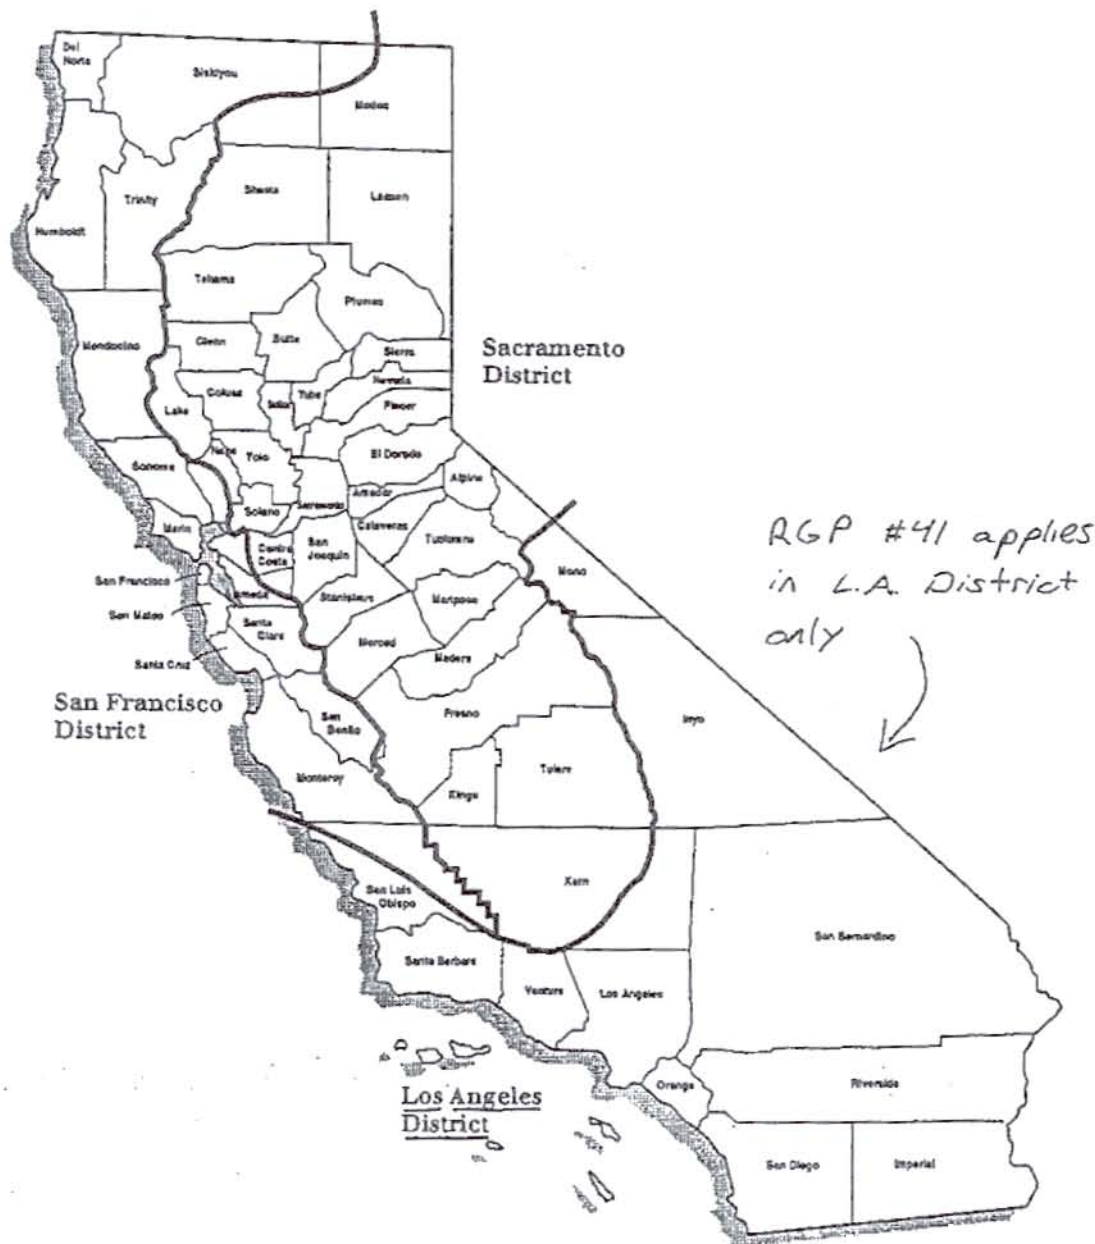 Del
Norte
Siskiyou
Modoc
Trinity
Shasta
Lassen
Humboldt
Tehama
Plumas
Mendocino
Glenn
Butte
Sierra
Sacramento
District
Nevada
Colusa
Lake
Placer
Napa
Yolo
El Dorado
Alpine
Sonoma
Amador
Solano
Sacramento
Calaveras
Marin
Contra
Costa
San
Joaquin
Tuolumne
Mono
RGP #41 applies
in L.A. District
only
San Francisco
Alameda
Stanislaus
Mariposa
San Mateo
Santa
Clara
Merced
Madera
Santa Cruz
San Francisco
District
San
Benito
Fresno
Inyo
Monterey
Kings
Tulare
Kern
San Luis
Obispo
San Bernardino
Santa Barbara
Ventura
Los Angeles
Orange
Riverside
Los Angeles
District
San Diego
Imperial